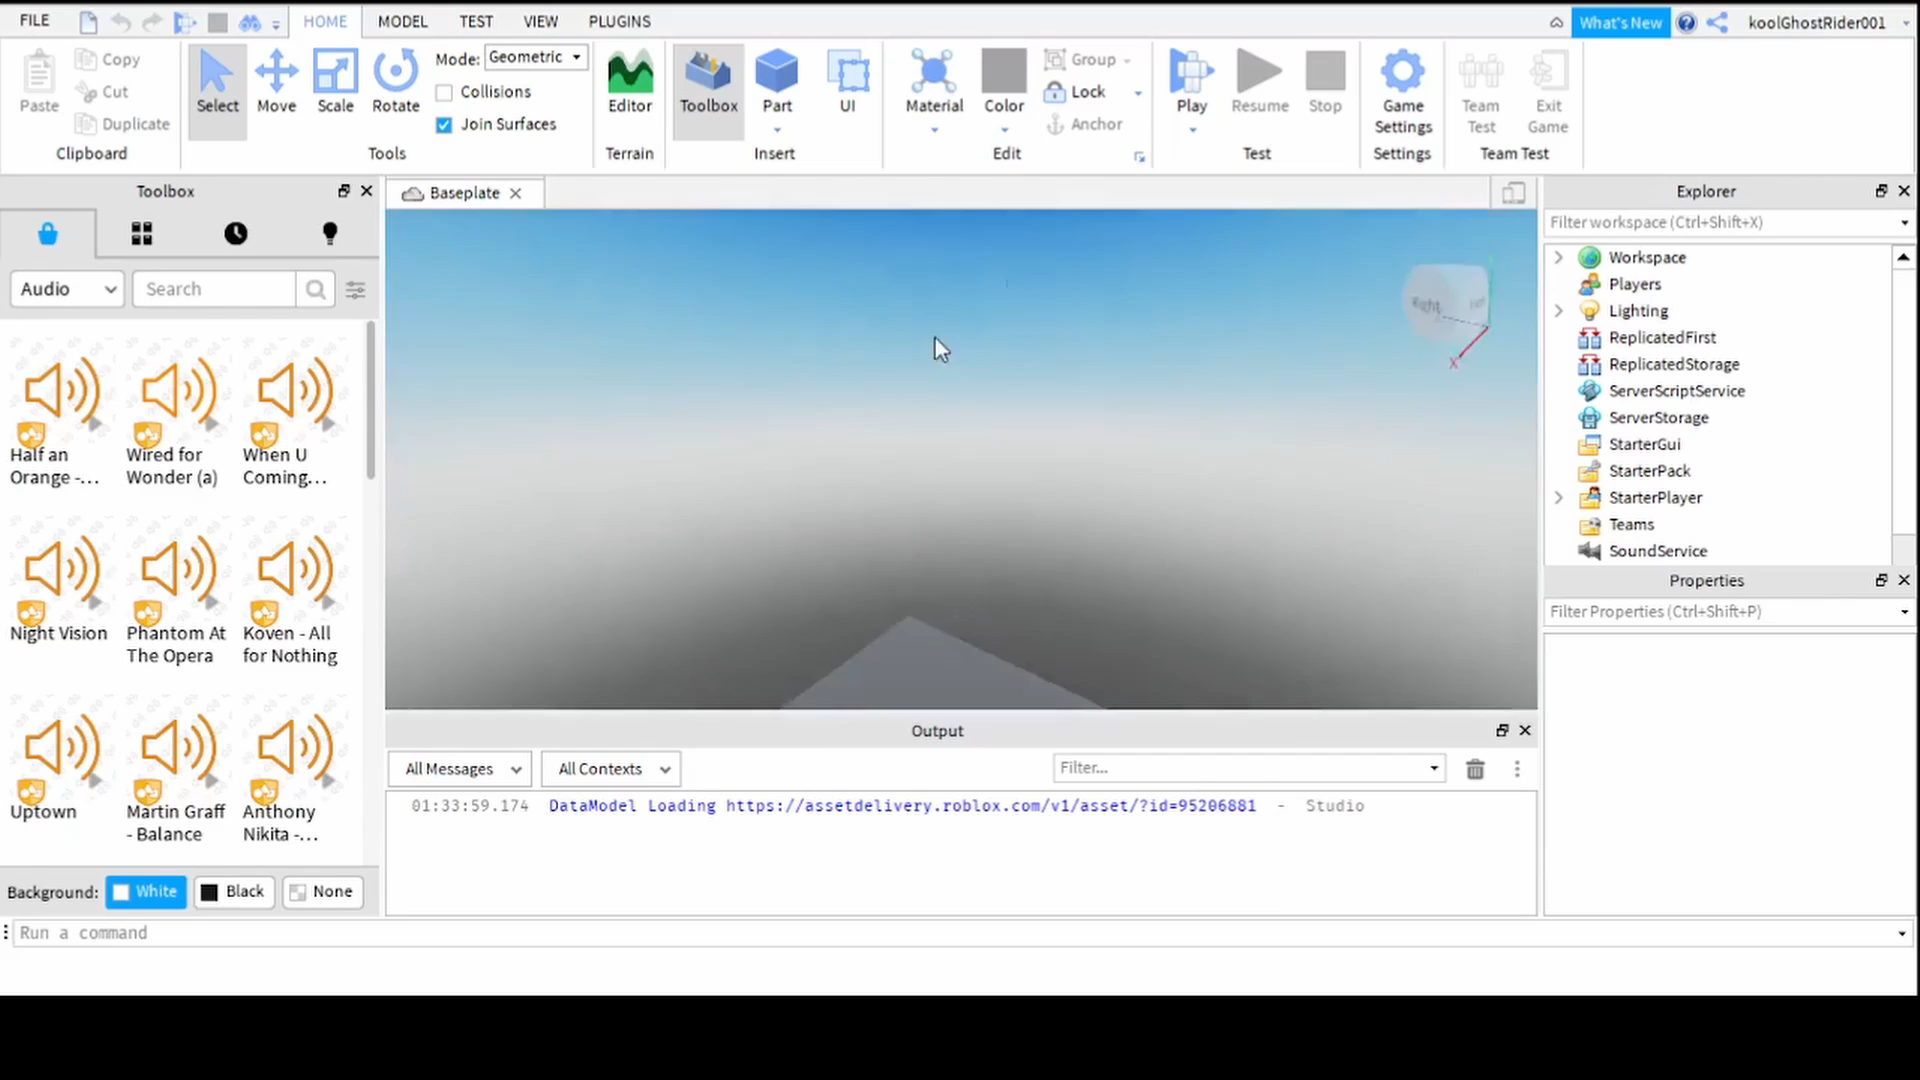 FILE
HOME
MODEL
TEST
VIEW
PLUGINS
What's New
koolGhostRider001
Paste
Copy
Cut
Duplicate
Clipboard
Select
Move
Scale
Rotate
Mode: Geometric
Collisions
Join Surfaces
Tools
Editor
Terrain
Toolbox
Part
UI
Insert
Material
Color
Group
Lock
Anchor
Edit
Play
Resume
Stop
Test
Game
Settings
Settings
Team
Test
Exit
Game
Team Test
Toolbox
Audio
Search
Half an
Orange -...
Wired for
Wonder (a)
When U
Coming...
Night Vision
Phantom At
The Opera
Koven - All
for Nothing
Uptown
Martin Graff
- Balance
Anthony
Nikita -...
Background:
White
Black
None
Baseplate
Right
X
Output
All Messages
All Contexts
Filter...
01:33:59.174 DataModel Loading https://assetdelivery.roblox.com/v1/asset/?id=95206881 - Studio
Explorer
Filter workspace (Ctrl+Shift+X)
Workspace
Players
Lighting
ReplicatedFirst
ReplicatedStorage
ServerScriptService
ServerStorage
StarterGui
StarterPack
StarterPlayer
Teams
SoundService
Properties
Filter Properties (Ctrl+Shift+P)
Run a command